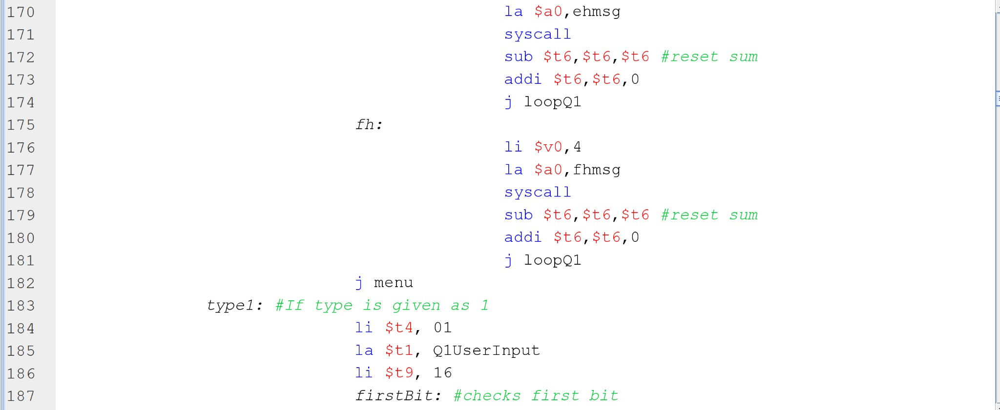 170 la $a0,ehmsg
171 syscall
172 sub $t6,$t6,$t6 #reset sum
173 addi $t6,$t6,0
174 j loopQ1
175 fh:
176 li $v0,4
177 la $a0,fhmsg
178 syscall
179 sub $t6,$t6,$t6 #reset sum
180 addi $t6,$t6,0
181 j loopQ1
182 j menu
183 type1: #If type is given as 1
184 li $t4, 01
185 la $t1, Q1UserInput
186 li $t9, 16
187 firstBit: #checks first bit